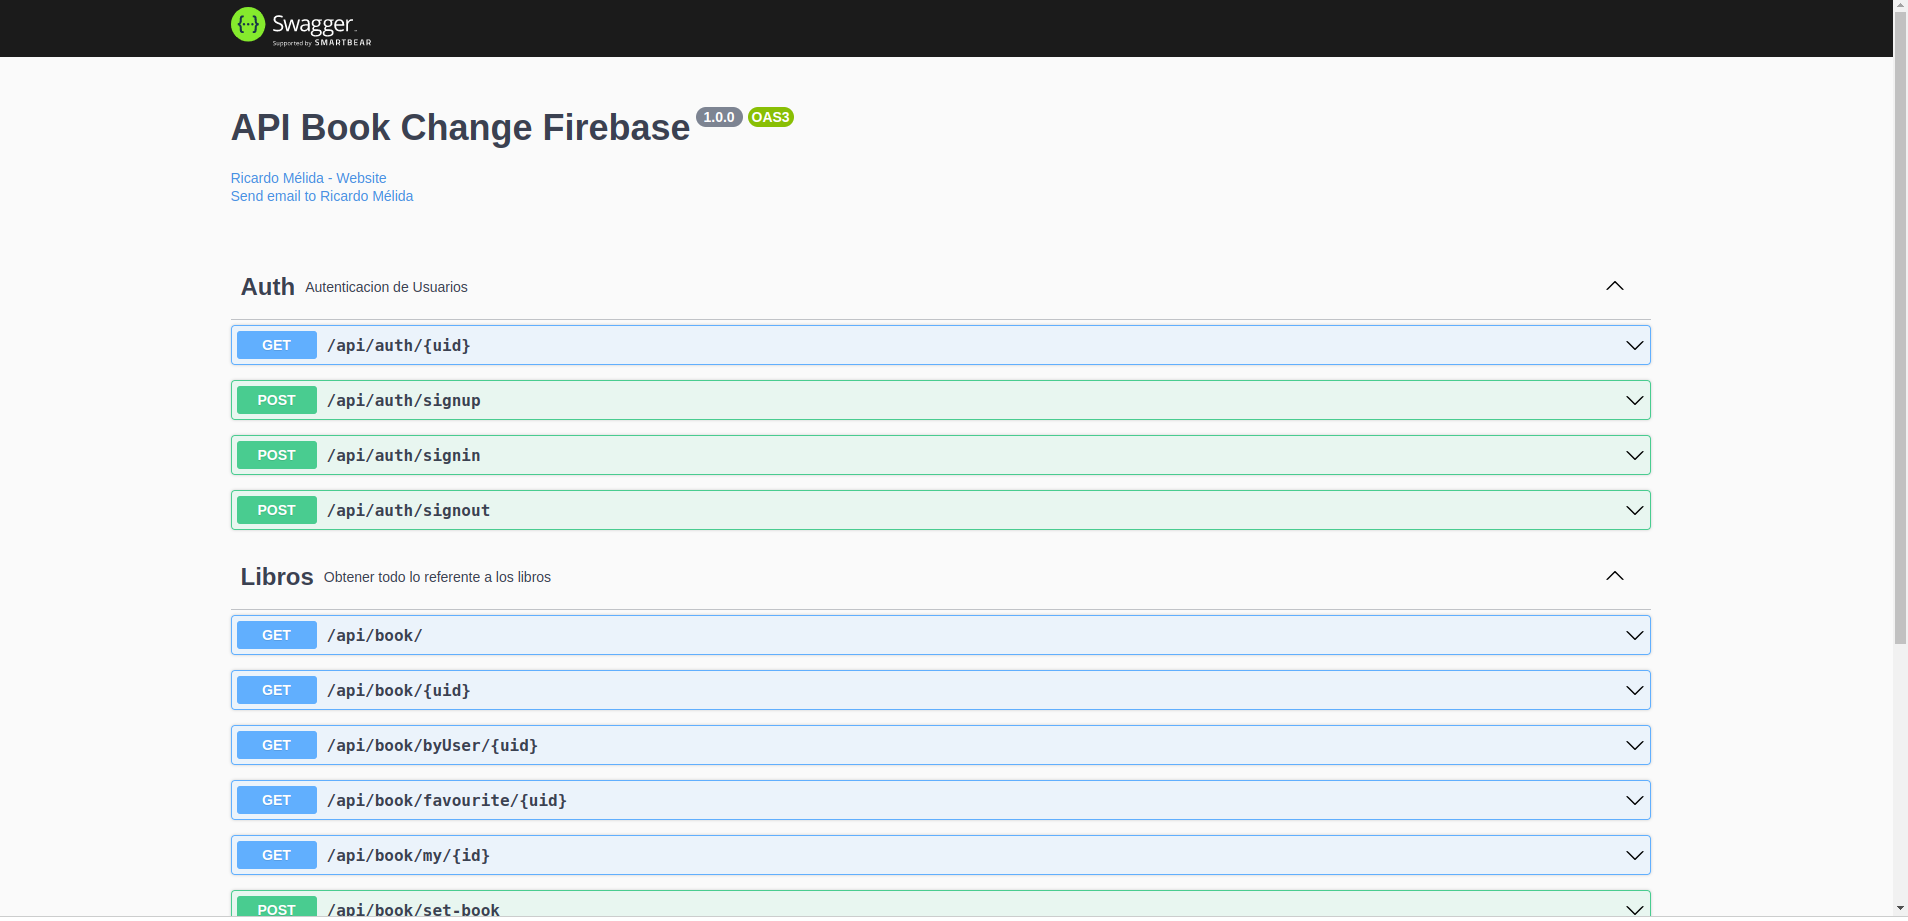 Swagger
Supported by SMARTBEAR
API Book Change Firebase 1.0.0 OAS3
Ricardo Mélida - Website
Send email to Ricardo Mélida
Auth Autenticacion de Usuarios
GET /api/auth/{uid}
POST /api/auth/signup
POST /api/auth/signin
POST /api/auth/signout
Libros Obtener todo lo referente a los libros
GET /api/book/
GET /api/book/{uid}
GET /api/book/byUser/{uid}
GET /api/book/favourite/{uid}
GET /api/book/my/{id}
POST /api/book/set-book